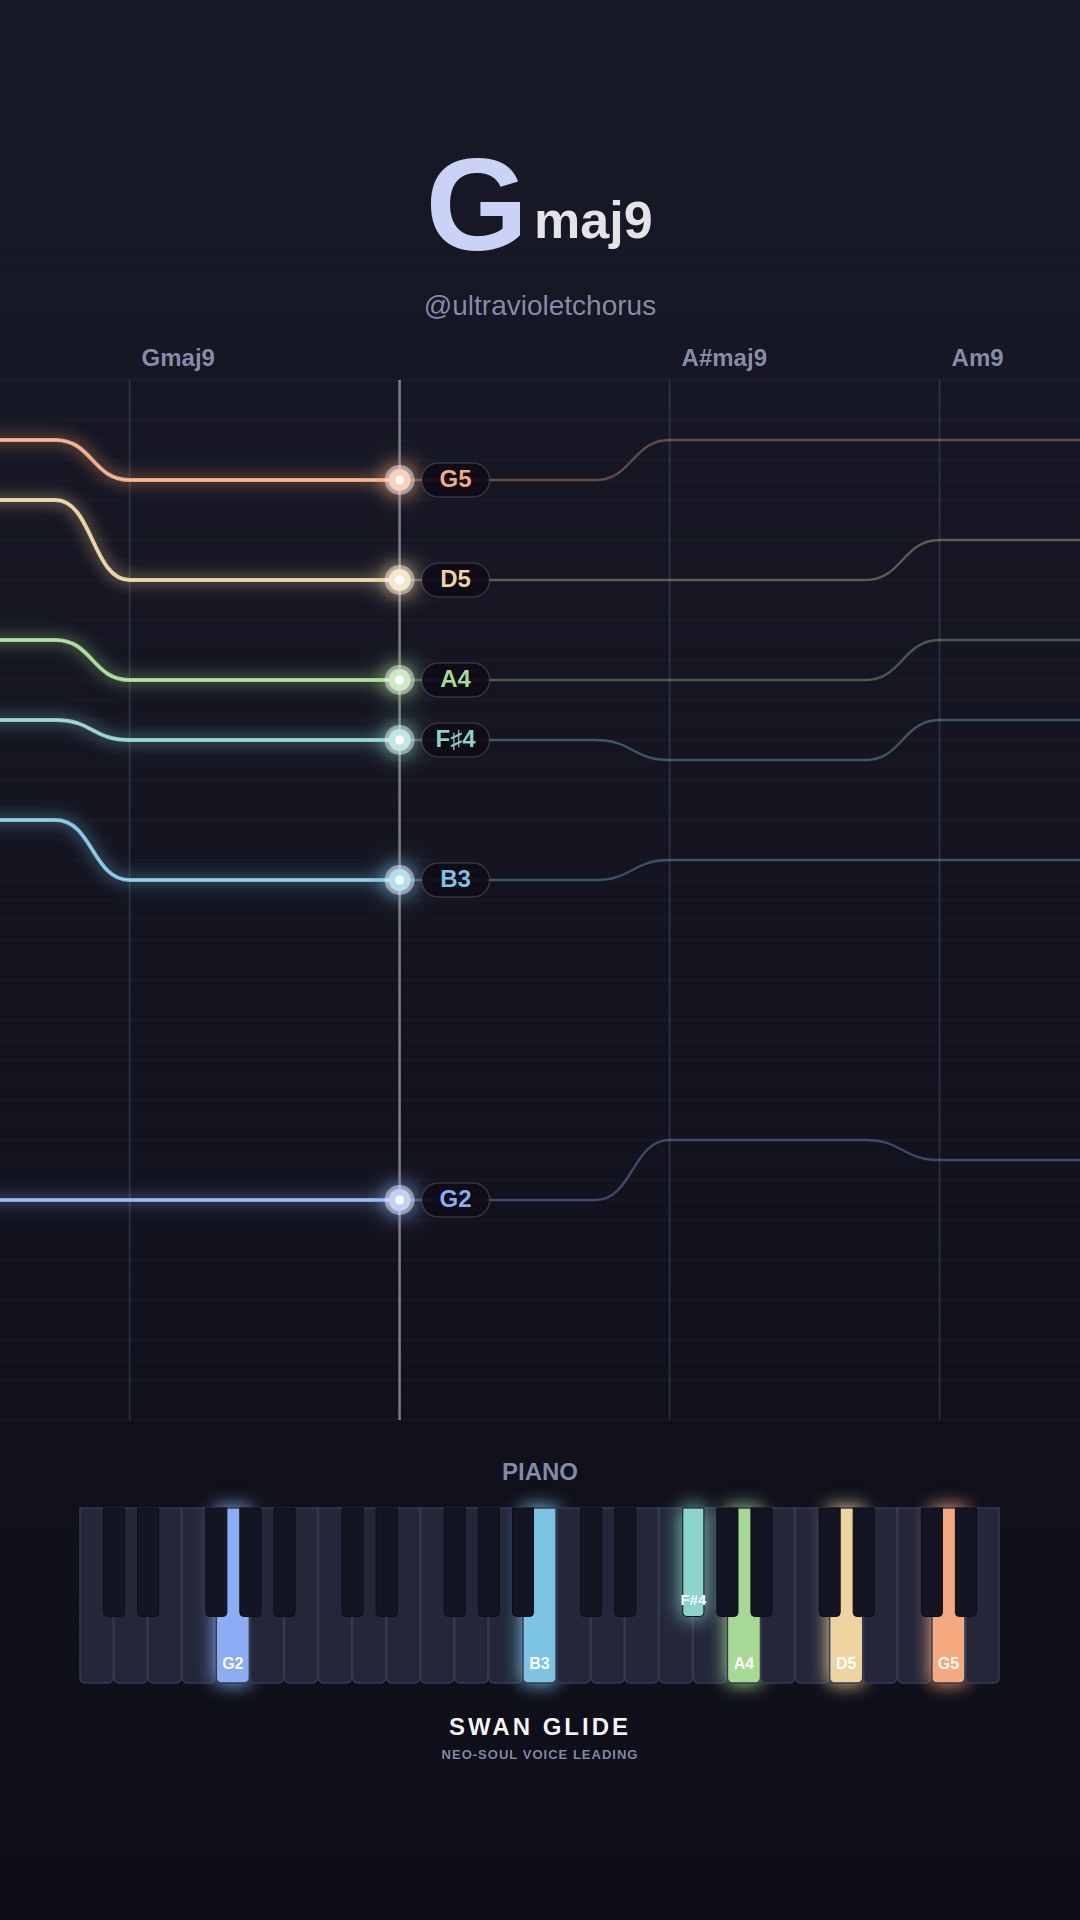 G maj9
@ultravioletchorus
Gmaj9 A#maj9 Am9
G5
D5
A4
F♯4
B3
G2
PIANO
G2 B3 F#4 A4 D5 G5
SWAN GLIDE
NEO-SOUL VOICE LEADING